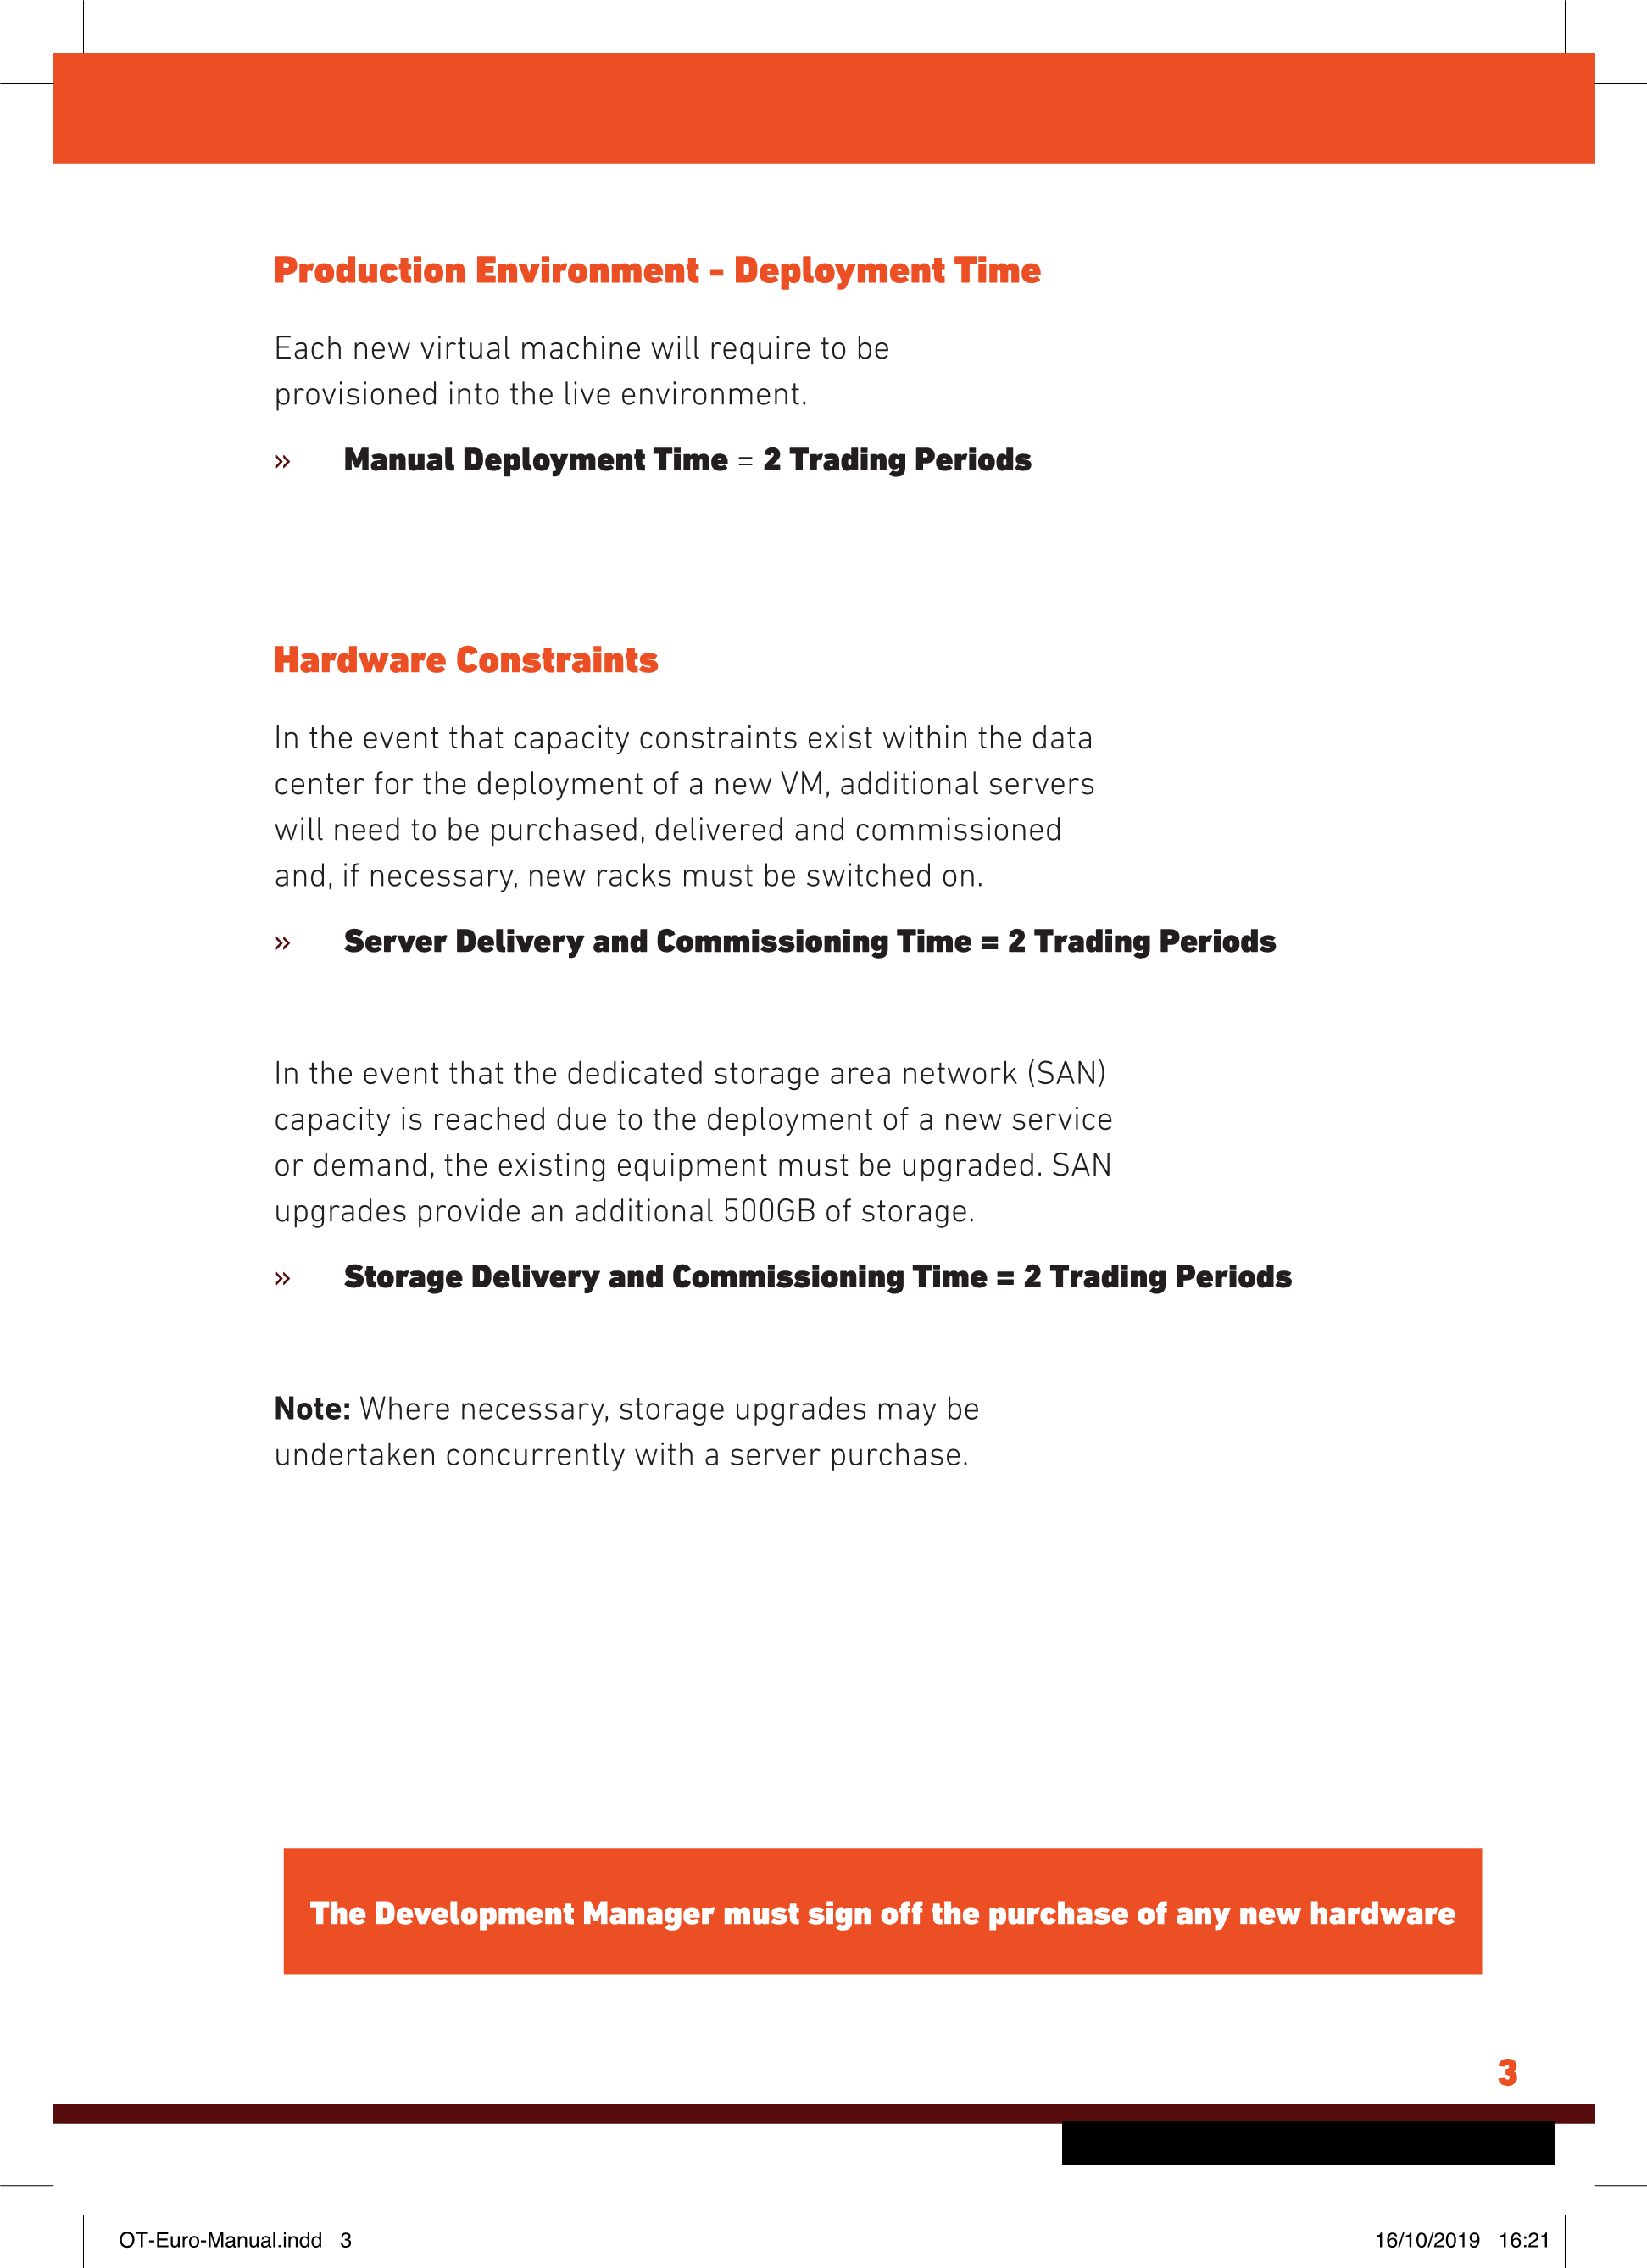 Production Environment - Deployment Time
Each new virtual machine will require to be
provisioned into the live environment.
» Manual Deployment Time = 2 Trading Periods
Hardware Constraints
In the event that capacity constraints exist within the data
center for the deployment of a new VM, additional servers
will need to be purchased, delivered and commissioned
and, if necessary, new racks must be switched on.
» Server Delivery and Commissioning Time = 2 Trading Periods
In the event that the dedicated storage area network (SAN)
capacity is reached due to the deployment of a new service
or demand, the existing equipment must be upgraded. SAN
upgrades provide an additional 500GB of storage.
» Storage Delivery and Commissioning Time = 2 Trading Periods
Note: Where necessary, storage upgrades may be
undertaken concurrently with a server purchase.
The Development Manager must sign off the purchase of any new hardware
3
OT-Euro-Manual.indd 3 16/10/2019 16:21